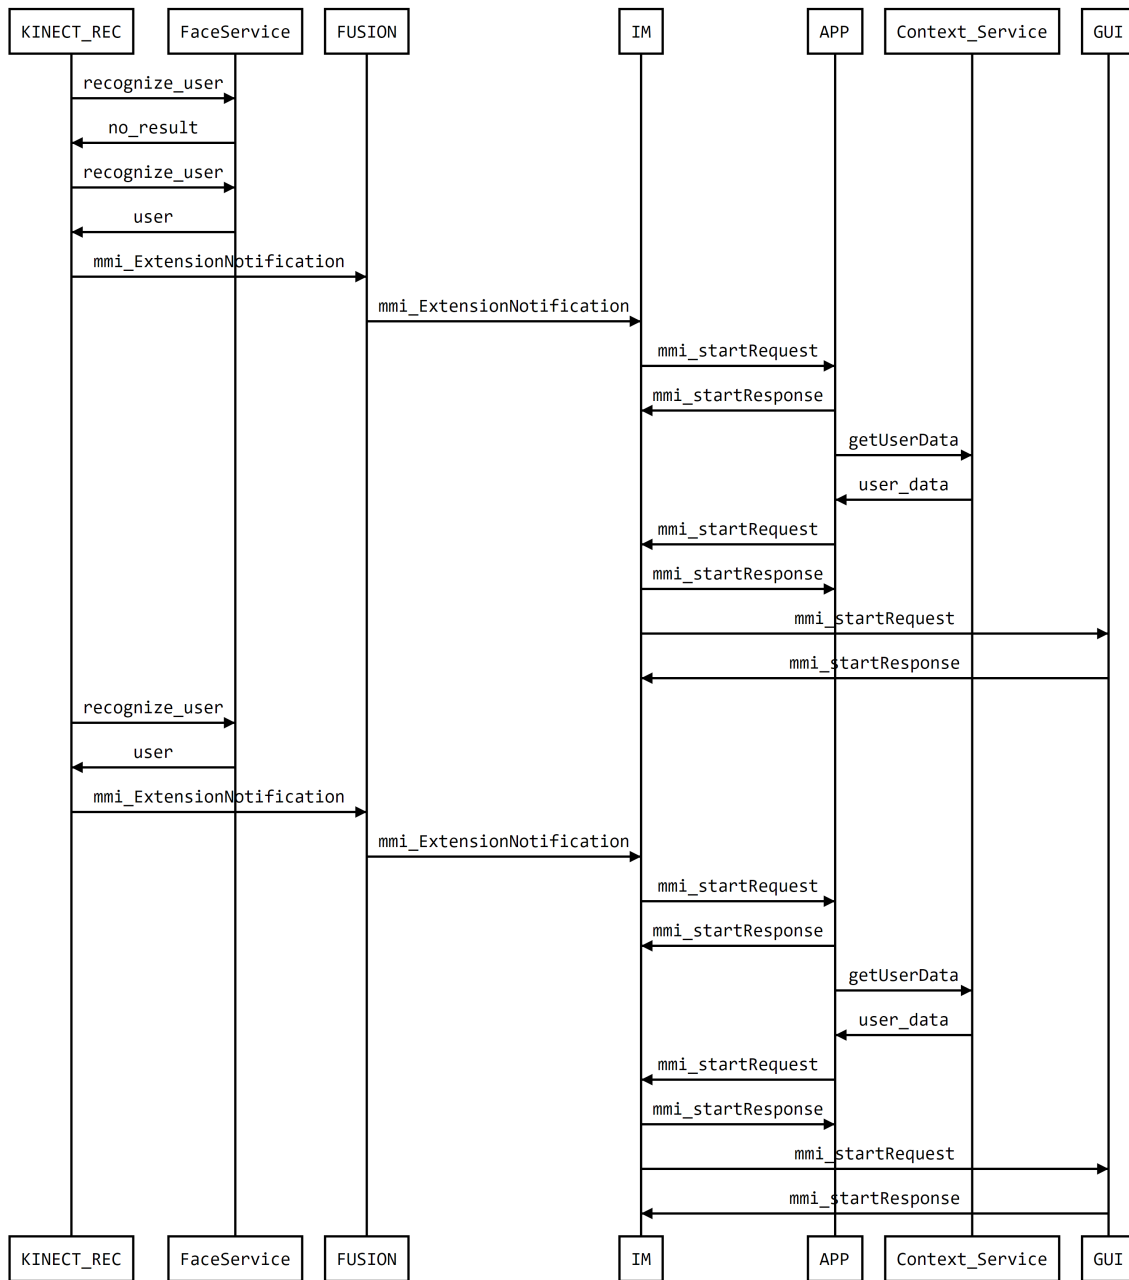 KINECT_REC FaceService FUSION IM APP Context_Service GUI
recognize_user
no_result
recognize_user
user
mmi_ExtensionNotification
mmi_ExtensionNotification
mmi_startRequest
mmi_startResponse
getUserData
user_data
mmi_startRequest
mmi_startResponse
mmi_startRequest
mmi_startResponse
recognize_user
user
mmi_ExtensionNotification
mmi_ExtensionNotification
mmi_startRequest
mmi_startResponse
getUserData
user_data
mmi_startRequest
mmi_startResponse
mmi_startRequest
mmi_startResponse
KINECT_REC FaceService FUSION IM APP Context_Service GUI